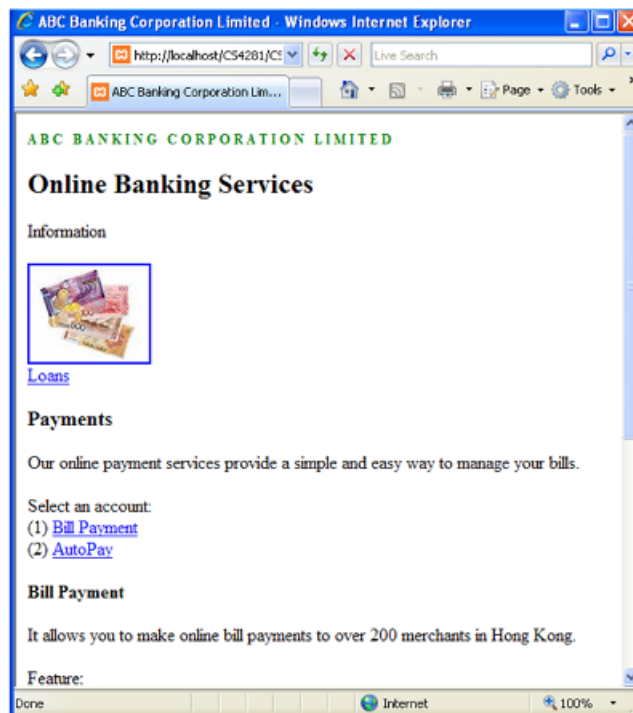 ABC Banking Corporation Limited - Windows Internet Explorer
http://localhost/CS4281/CS
Live Search
ABC Banking Corporation Lim...
Page
Tools
ABC BANKING CORPORATION LIMITED
Online Banking Services
Information
Loans
Payments
Our online payment services provide a simple and easy way to manage your bills.
Select an account:
(1) Bill Payment
(2) AutoPay
Bill Payment
It allows you to make online bill payments to over 200 merchants in Hong Kong.
Feature:
Done
Internet
100%